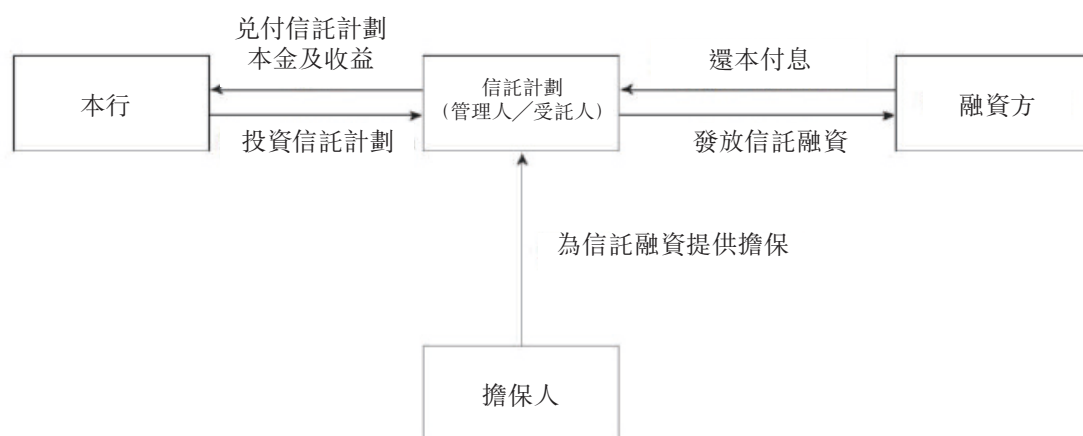 兑付信託計劃
本金及收益
還本付息
本行
信託計劃
(管理人／受託人)
融資方
投資信託計劃
發放信託融資
為信託融資提供擔保
擔保人